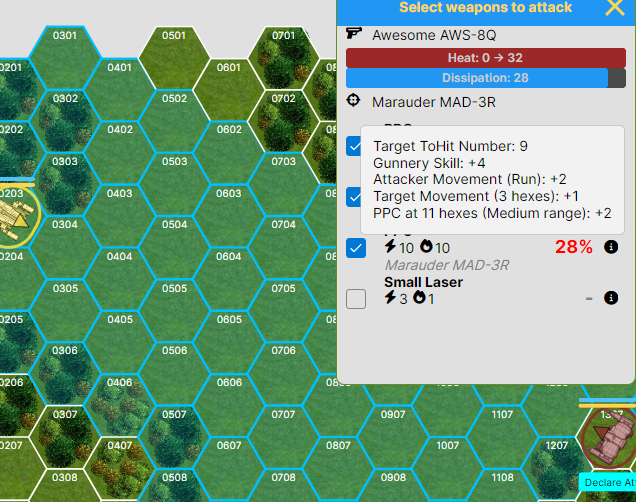 Select weapons to attack
Awesome AWS-8Q
Heat: 0 → 32
Dissipation: 28
Marauder MAD-3R
Target ToHit Number: 9
Gunnery Skill: +4
Attacker Movement (Run): +2
Target Movement (3 hexes): +1
PPC at 11 hexes (Medium range): +2
10 10 28%
Marauder MAD-3R
Small Laser
3 1 -
Declare At
0301 0501 0701
0201 0401 0601
0302 0502 0702
0202 0402 0602
0303 0503 0703
0203 0403 0603
0304 0504 0704
0204 0404 0604
0305 0505 0705
0205 0405 0605
0306 0506 0706
0206 0406 0606 0806
0307 0507 0707 0907 1107
0207 0407 0607 0807 1007 1207
0308 0508 0708 0908 1108